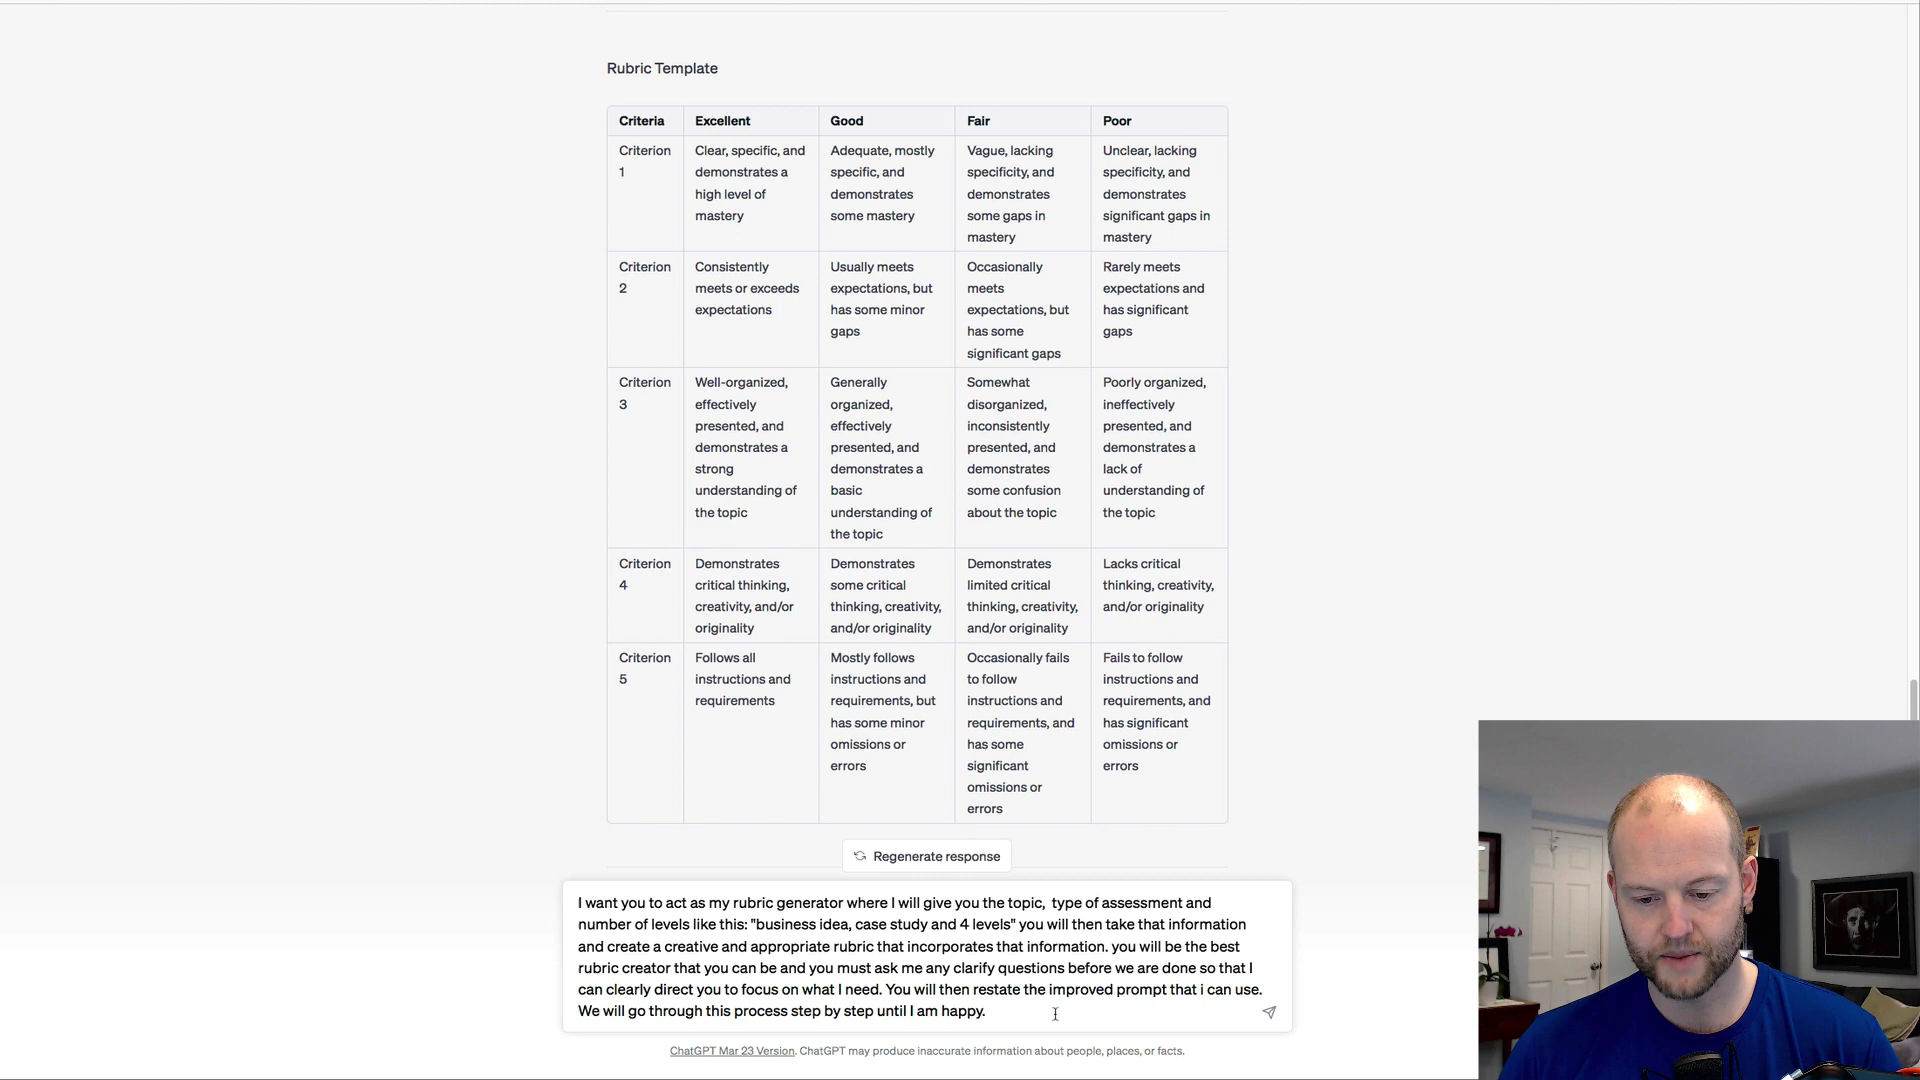 Rubric Template
Criteria Excellent Good Fair Poor
Criterion 1
Clear, specific, and
demonstrates a
high level of
mastery
Adequate, mostly
specific, and
demonstrates
some mastery
Vague, lacking
specificity, and
demonstrates
some gaps in
mastery
Unclear, lacking
specificity, and
demonstrates
significant gaps in
mastery
Criterion
2
Consistently
meets or exceeds
expectations
Usually meets
expectations, but
has some minor
gaps
Occasionally
meets
expectations, but
has some
significant gaps
Rarely meets
expectations and
has significant
gaps
Criterion
3
Well-organized,
effectively
presented, and
demonstrates a
strong
understanding of
the topic
Generally
organized,
effectively
presented, and
demonstrates a
basic
understanding of
the topic
Somewhat
disorganized,
inconsistently
presented, and
demonstrates
some confusion
about the topic
Poorly organized,
ineffectively
presented, and
demonstrates a
lack of
understanding of
the topic
Criterion
4
Demonstrates
critical thinking,
creativity, and/or
originality
Demonstrates
some critical
thinking, creativity,
and/or originality
Demonstrates
limited critical
thinking, creativity,
and/or originality
Lacks critical
thinking, creativity,
and/or originality
Criterion
5
Follows all
instructions and
requirements
Mostly follows
instructions and
requirements, but
has some minor
omissions or
errors
Occasionally fails
to follow
instructions and
requirements, and
has some
significant
omissions or
errors
Fails to follow
instructions and
requirements, and
has significant
omissions or
errors
Regenerate response
I want you to act as my rubric generator where I will give you the topic,  type of assessment and
number of levels like this: "business idea, case study and 4 levels" you will then take that information
and create a creative and appropriate rubric that incorporates that information. you will be the best
rubric creator that you can be and you must ask me any clarify questions before we are done so that I
can clearly direct you to focus on what I need. You will then restate the improved prompt that i can use.
We will go through this process step by step until I am happy.
ChatGPT Mar 23 Version. ChatGPT may produce inaccurate information about people, places, or facts.